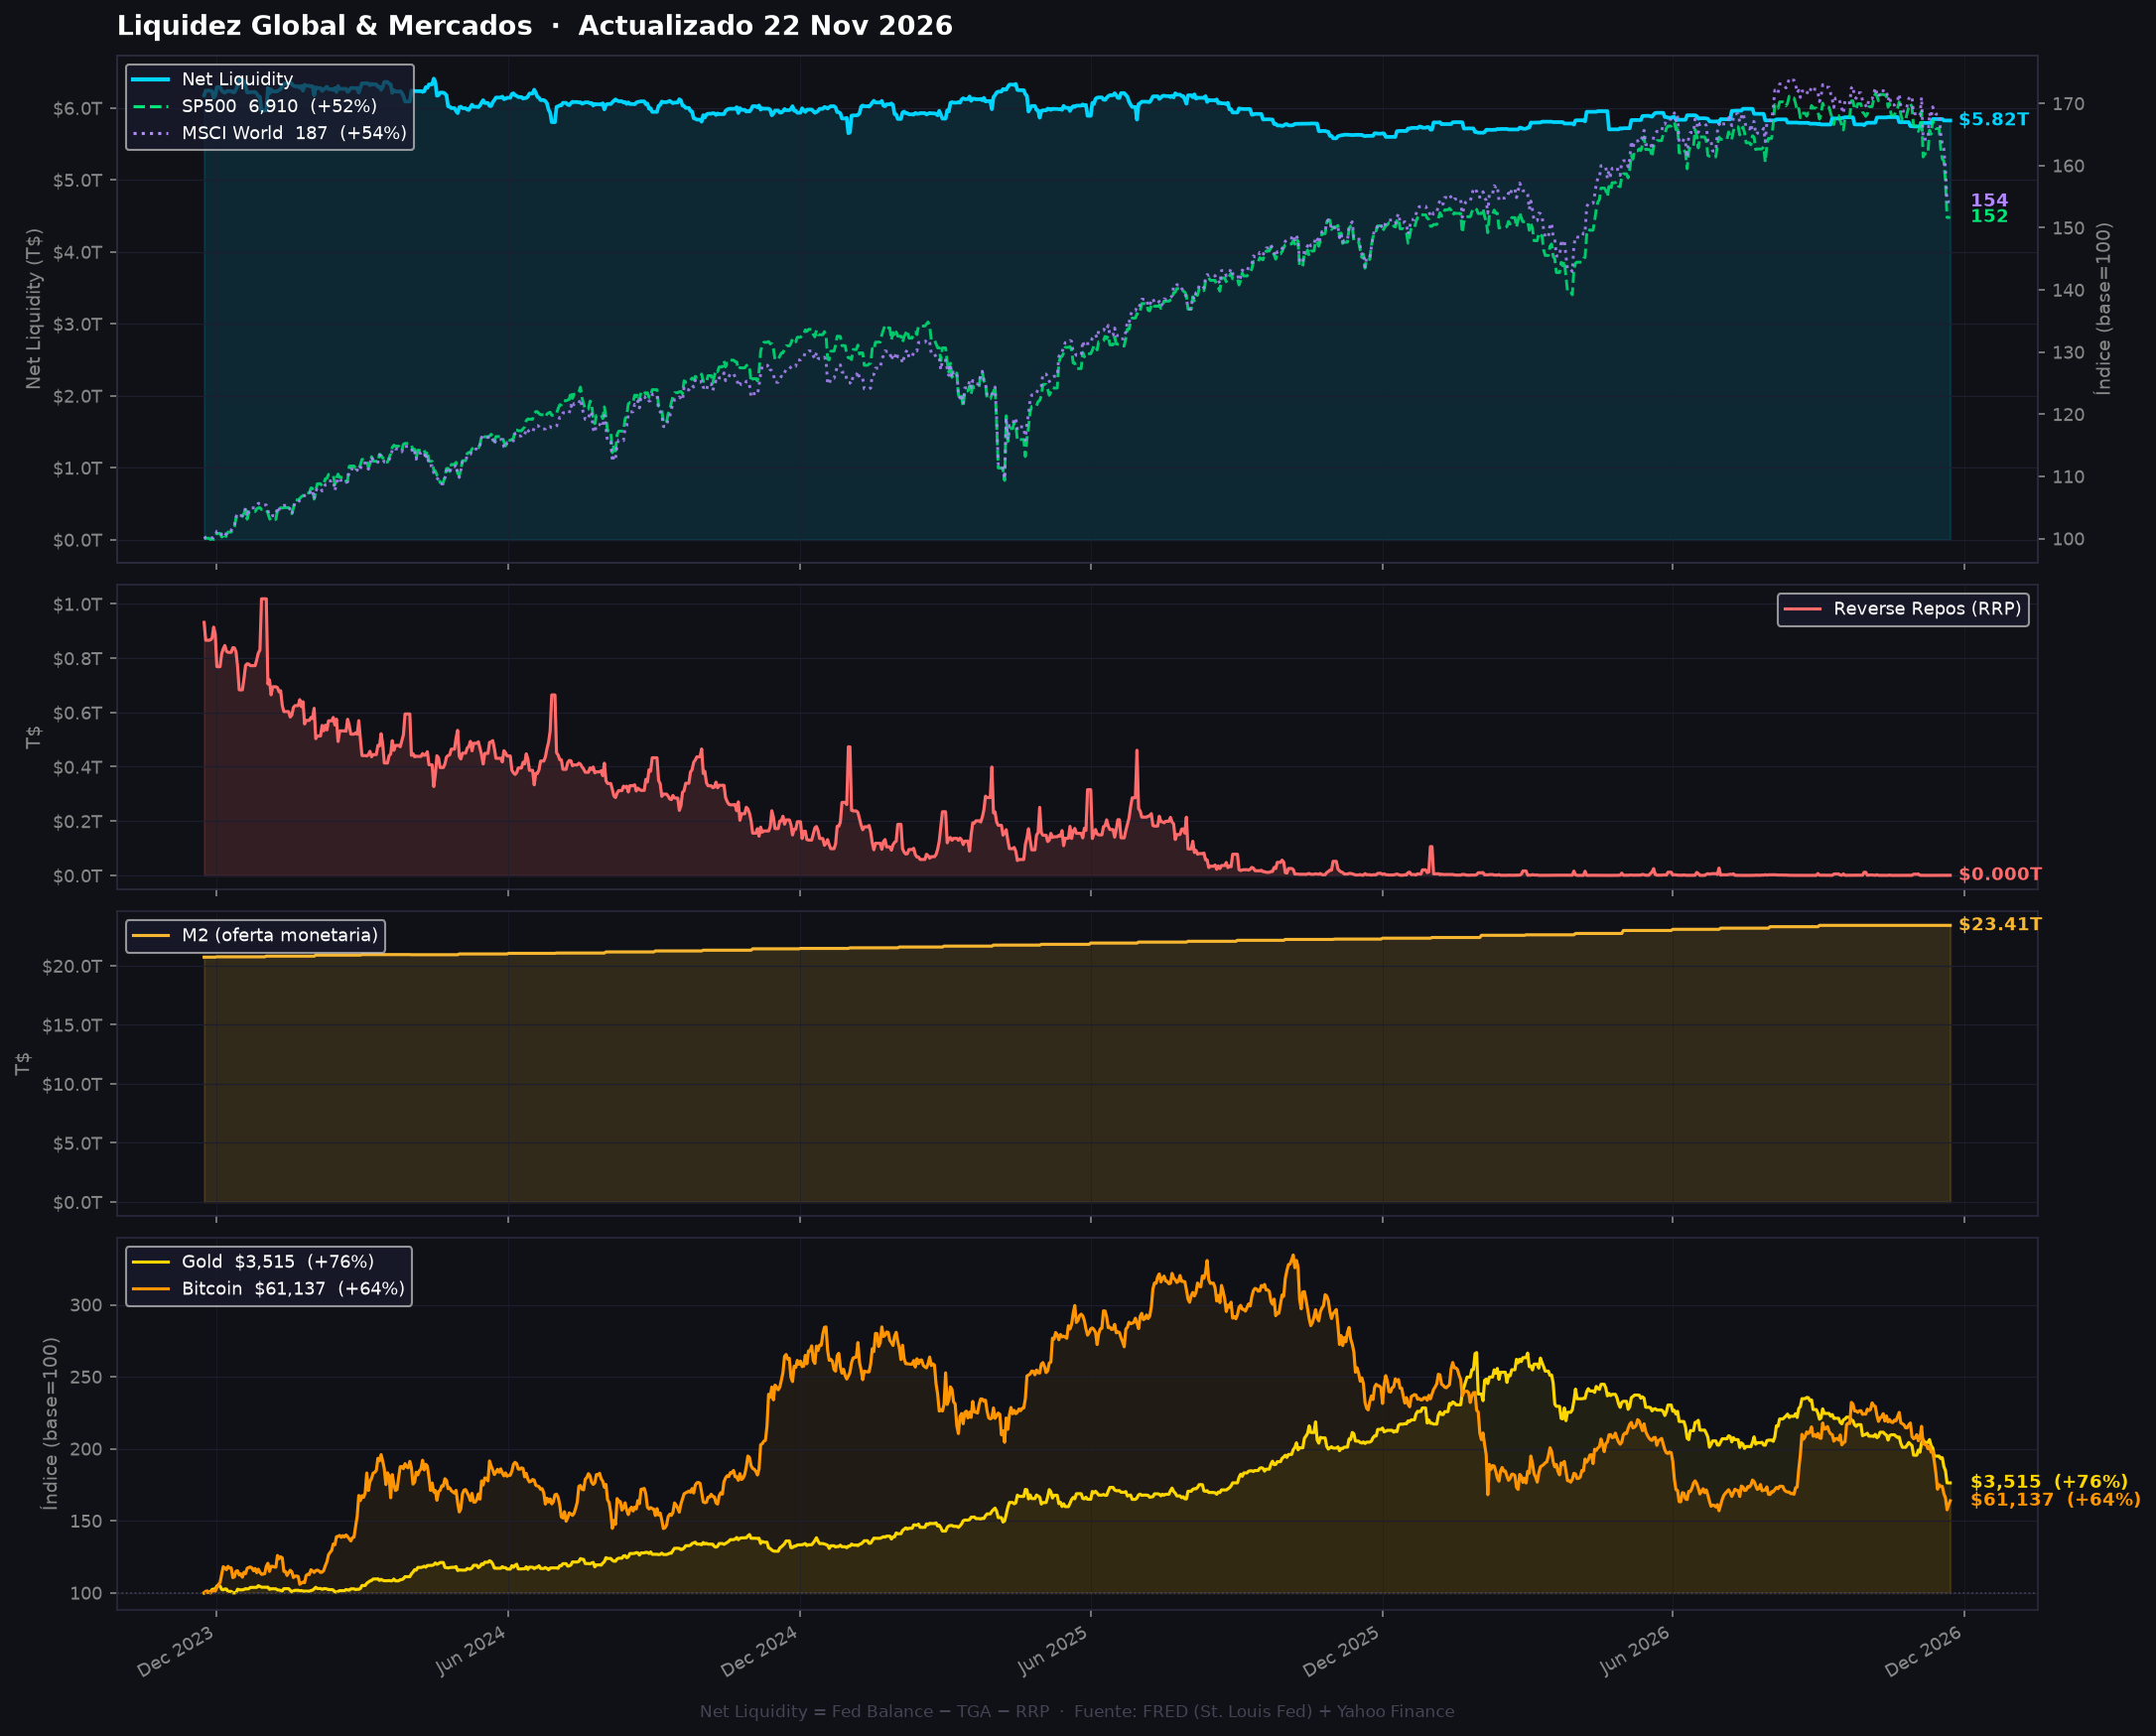 Liquidez Global & Mercados · Actualizado 22 Nov 2026
Net Liquidity
SP500 6,910 (+52%)
MSCI World 187 (+54%)
Net Liquidity (T$)
$6.0T
$5.0T
$4.0T
$3.0T
$2.0T
$1.0T
$0.0T
$5.82T
154
152
170
160
150
140
130
120
110
100
Índice (base=100)
Reverse Repos (RRP)
T$
$1.0T
$0.8T
$0.6T
$0.4T
$0.2T
$0.0T
$0.000T
M2 (oferta monetaria)
T$
$20.0T
$15.0T
$10.0T
$5.0T
$0.0T
$23.41T
Gold $3,515 (+76%)
Bitcoin $61,137 (+64%)
Índice (base=100)
300
250
200
150
100
$3,515 (+76%)
$61,137 (+64%)
Dec 2023
Jun 2024
Dec 2024
Jun 2025
Dec 2025
Jun 2026
Dec 2026
Net Liquidity = Fed Balance − TGA − RRP · Fuente: FRED (St. Louis Fed) + Yahoo Finance